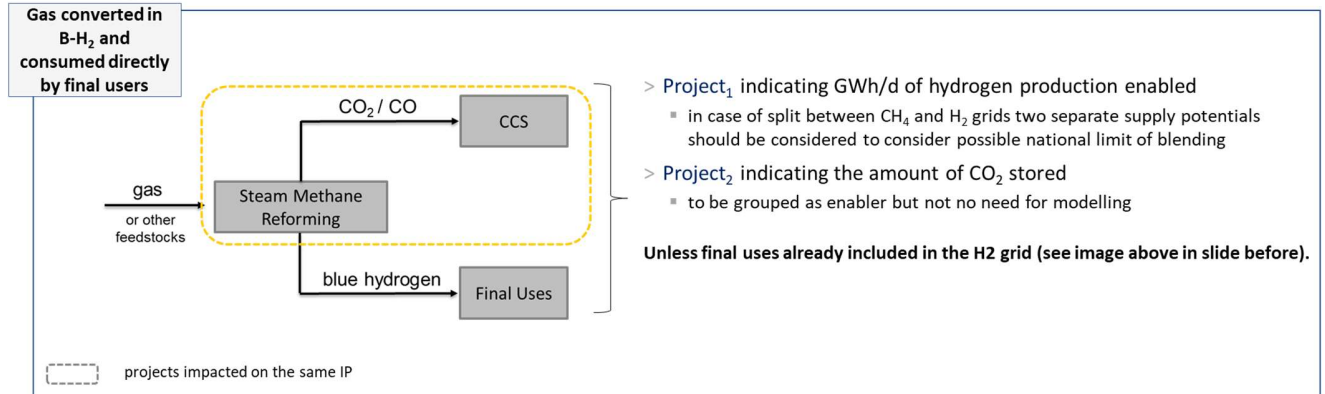 Gas converted in
B-H₂ and
consumed directly
by final users
CO₂ / CO
CCS
gas
or other
feedstocks
Steam Methane
Reforming
blue hydrogen
Final Uses
> Project₁ indicating GWh/d of hydrogen production enabled
▪ in case of split between CH₄ and H₂ grids two separate supply potentials
should be considered to consider possible national limit of blending
> Project₂ indicating the amount of CO₂ stored
▪ to be grouped as enabler but not no need for modelling
Unless final uses already included in the H2 grid (see image above in slide before).
projects impacted on the same IP